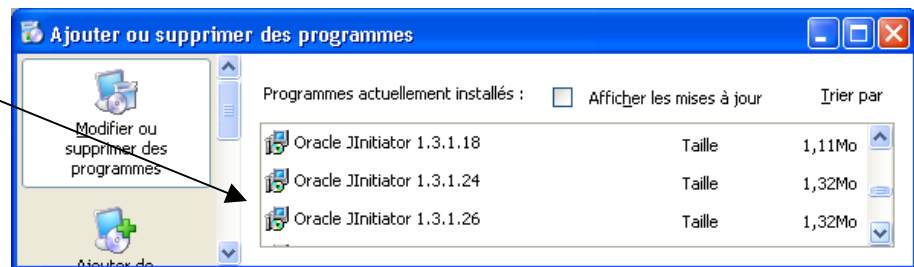 Ajouter ou supprimer des programmes
Modifier ou
supprimer des
programmes
Ajouter de
Programmes actuellement installés :
Afficher les mises à jour
Trier par
Oracle JInitiator 1.3.1.18 Taille 1,11Mo
Oracle JInitiator 1.3.1.24 Taille 1,32Mo
Oracle JInitiator 1.3.1.26 Taille 1,32Mo